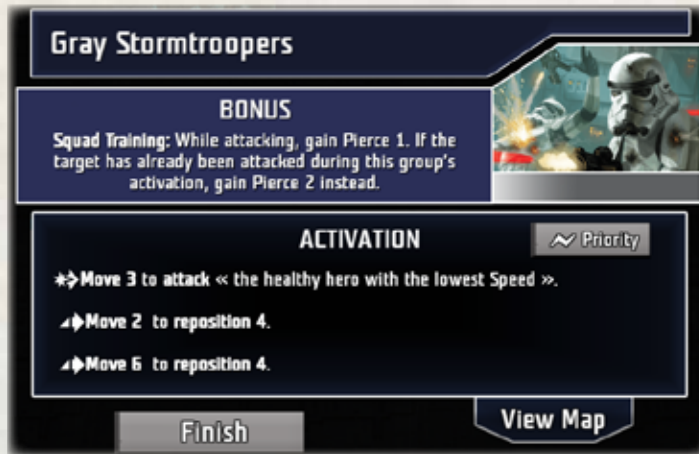 Gray Stormtroopers
BONUS
Squad Training: While attacking, gain Pierce 1. If the
target has already been attacked during this group's
activation, gain Pierce 2 instead.
ACTIVATION
Priority
Move 3 to attack « the healthy hero with the lowest Speed ».
Move 2 to reposition 4.
Move 6 to reposition 4.
Finish
View Map